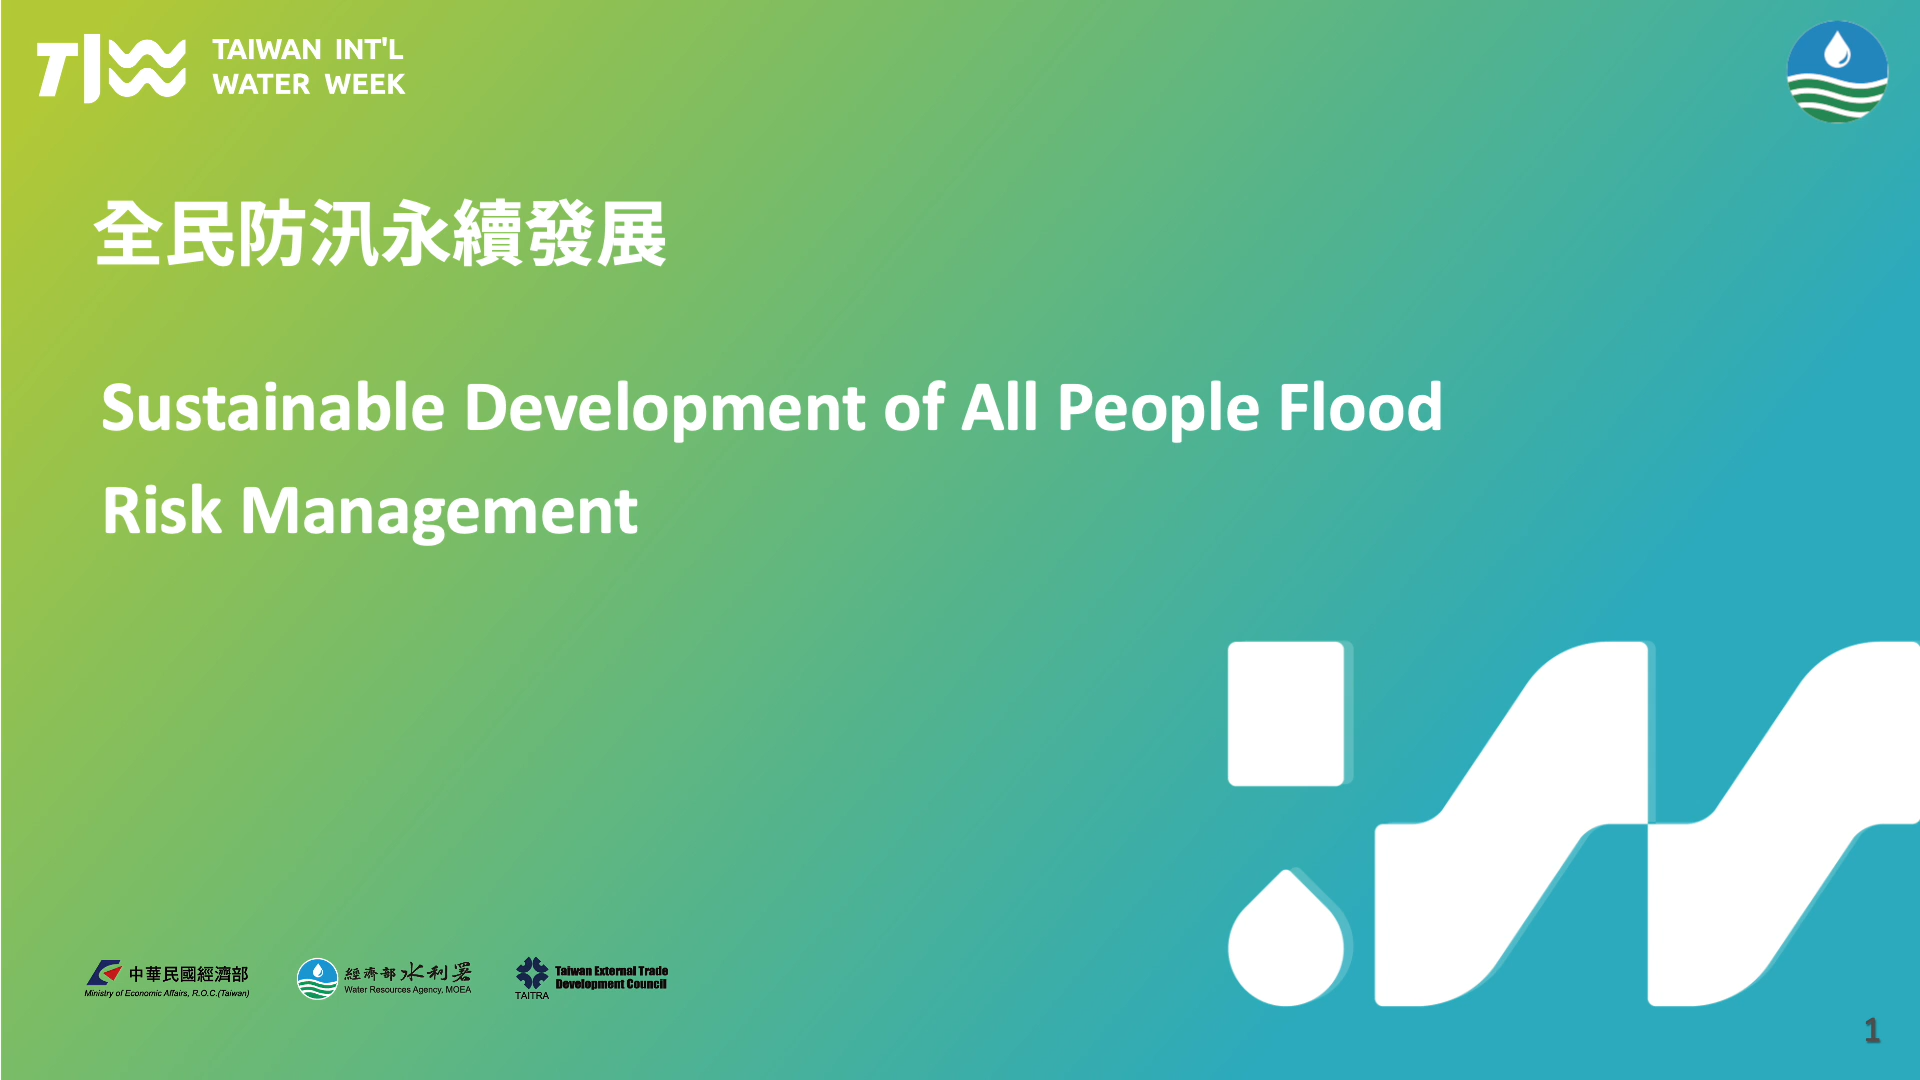 TIWW TAIWAN INT'L
WATER WEEK
全民防汛永續發展
Sustainable Development of All People Flood
Risk Management
中華民國經濟部
Ministry of Economic Affairs, R.O.C.(Taiwan)
經濟部水利署
Water Resources Agency, MOEA
TAITRA
Taiwan External Trade
Development Council
1